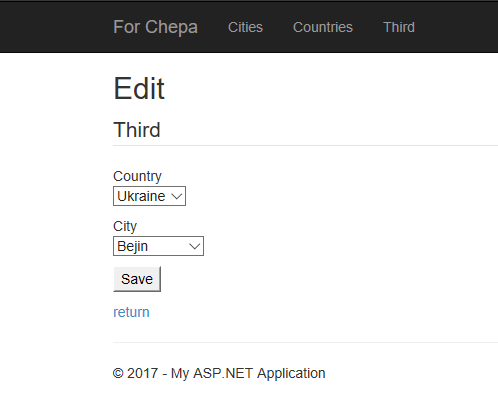 For Chepa Cities Countries Third
Edit
Third
Country
Ukraine
City
Bejin
Save
return
© 2017 - My ASP.NET Application